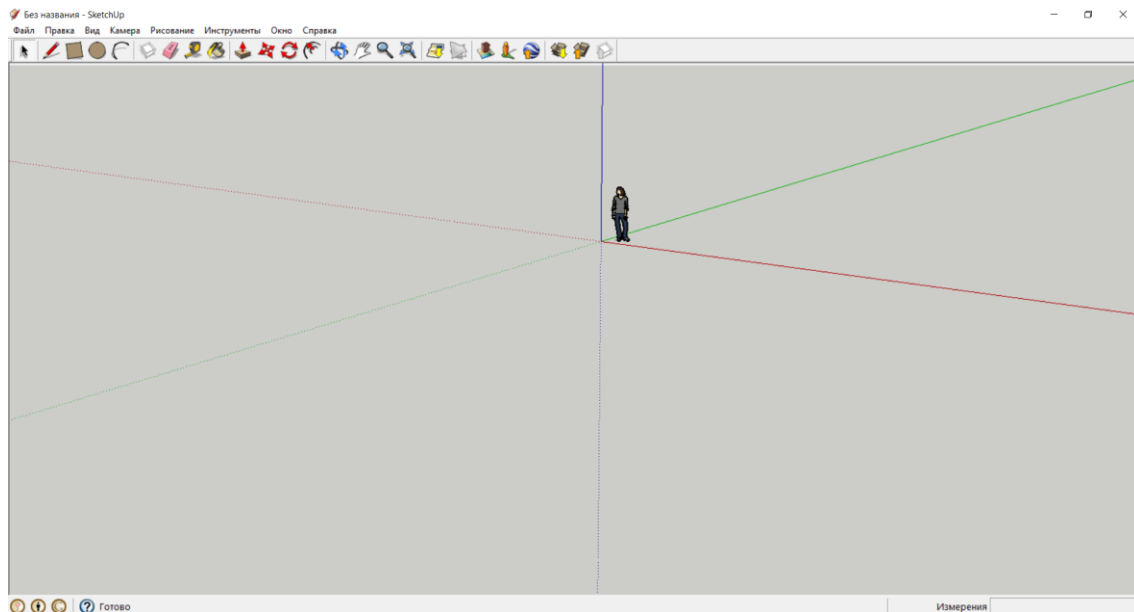 Без названия - SketchUp
Файл Правка Вид Камера Рисование Инструменты Окно Справка
Готово
Измерения